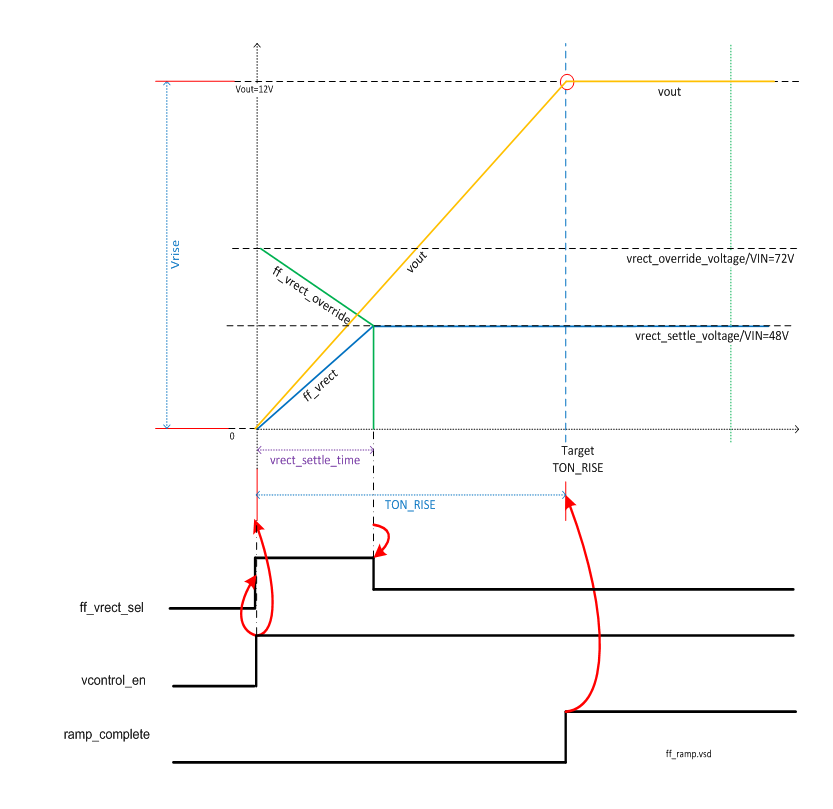 Vout=12V
vout
Vrise
vout
vrect_override_voltage/VIN=72V
ff_vrect_override
vrect_settle_voltage/VIN=48V
ff_vrect
0
vrect_settle_time
Target
TON_RISE
TON_RISE
ff_vrect_sel
vcontrol_en
ramp_complete
ff_ramp.vsd